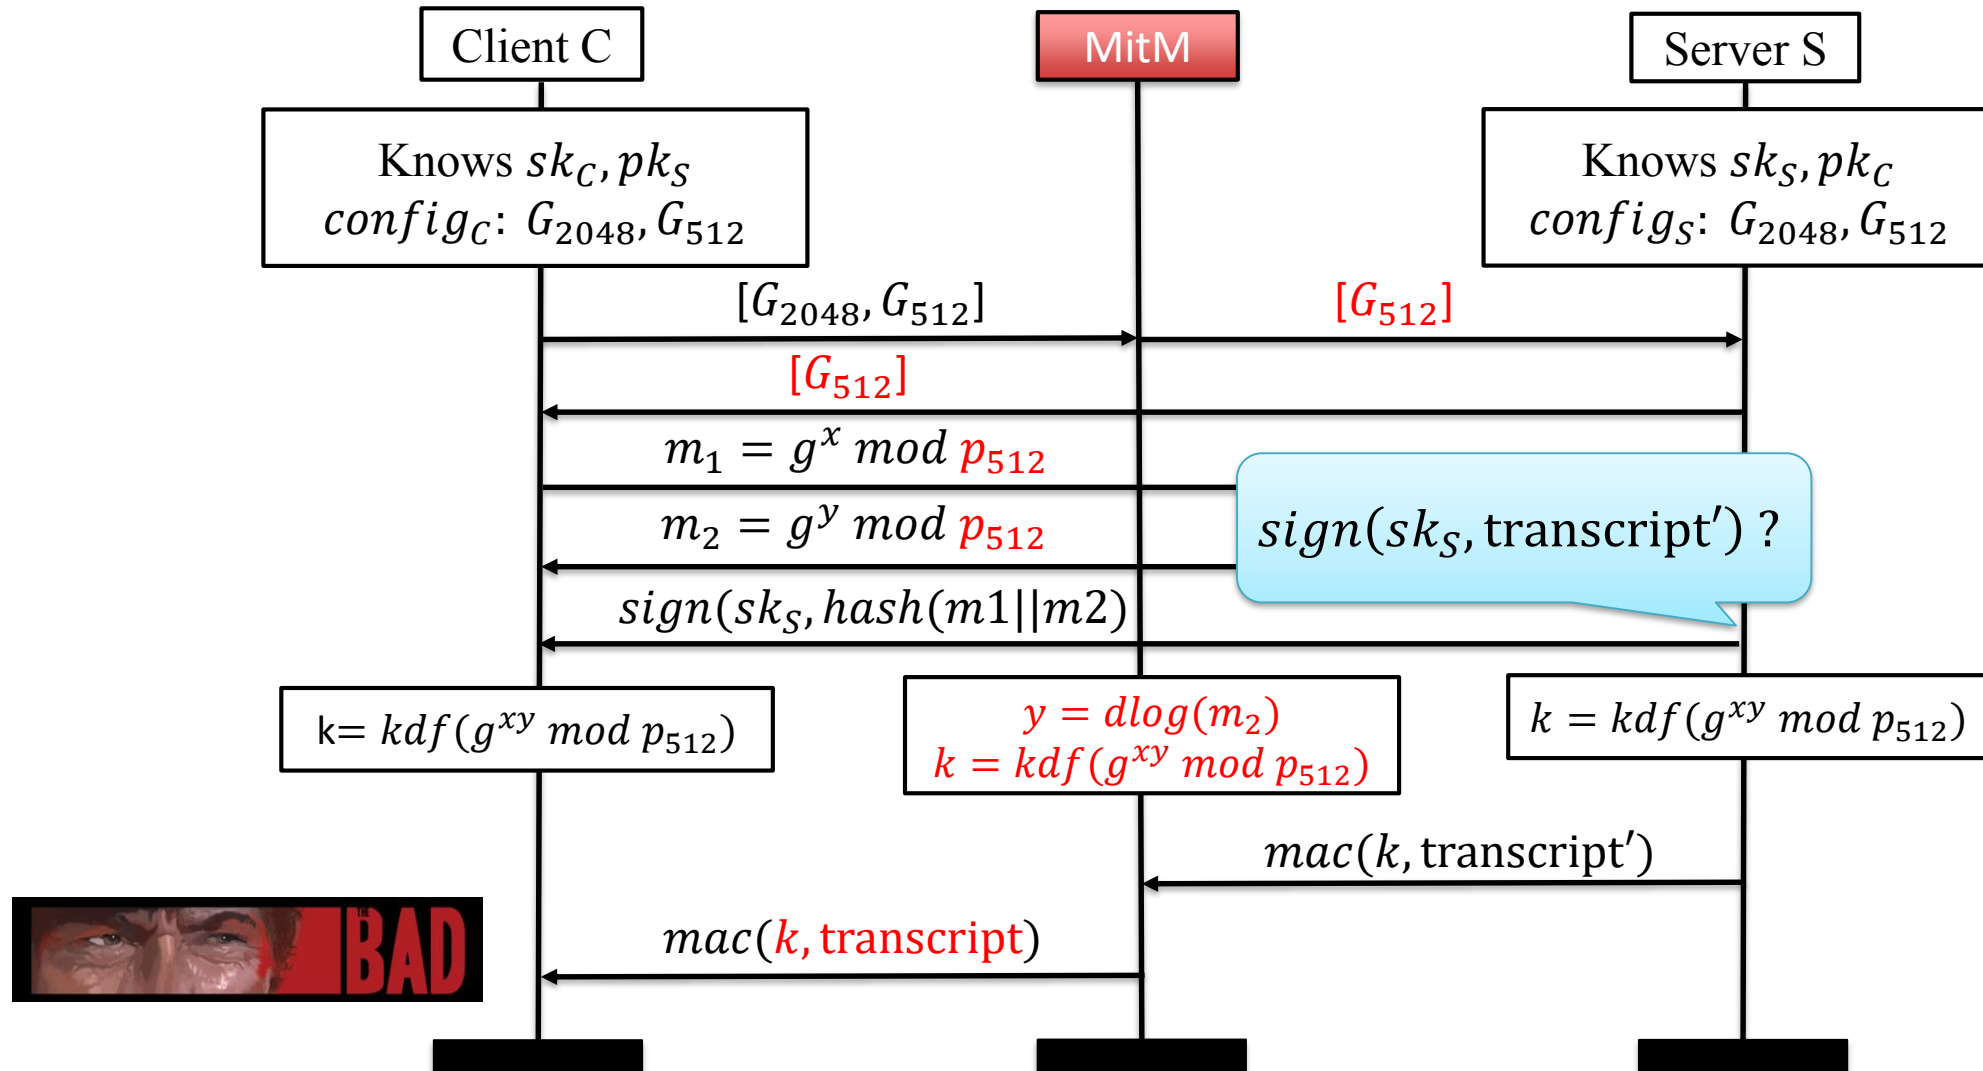 Client C
MitM
Server S
Knows sk_C, pk_S
config_C: G_2048, G_512
Knows sk_S, pk_C
config_S: G_2048, G_512
[G_2048, G_512]
[G_512]
[G_512]
m_1 = g^x mod p_512
m_2 = g^y mod p_512
sign(sk_S, transcript′) ?
sign(sk_S, hash(m1||m2)
k= kdf(g^xy mod p_512)
y = dlog(m_2)
k = kdf(g^xy mod p_512)
k = kdf(g^xy mod p_512)
mac(k, transcript′)
mac(k, transcript)
THE
BAD